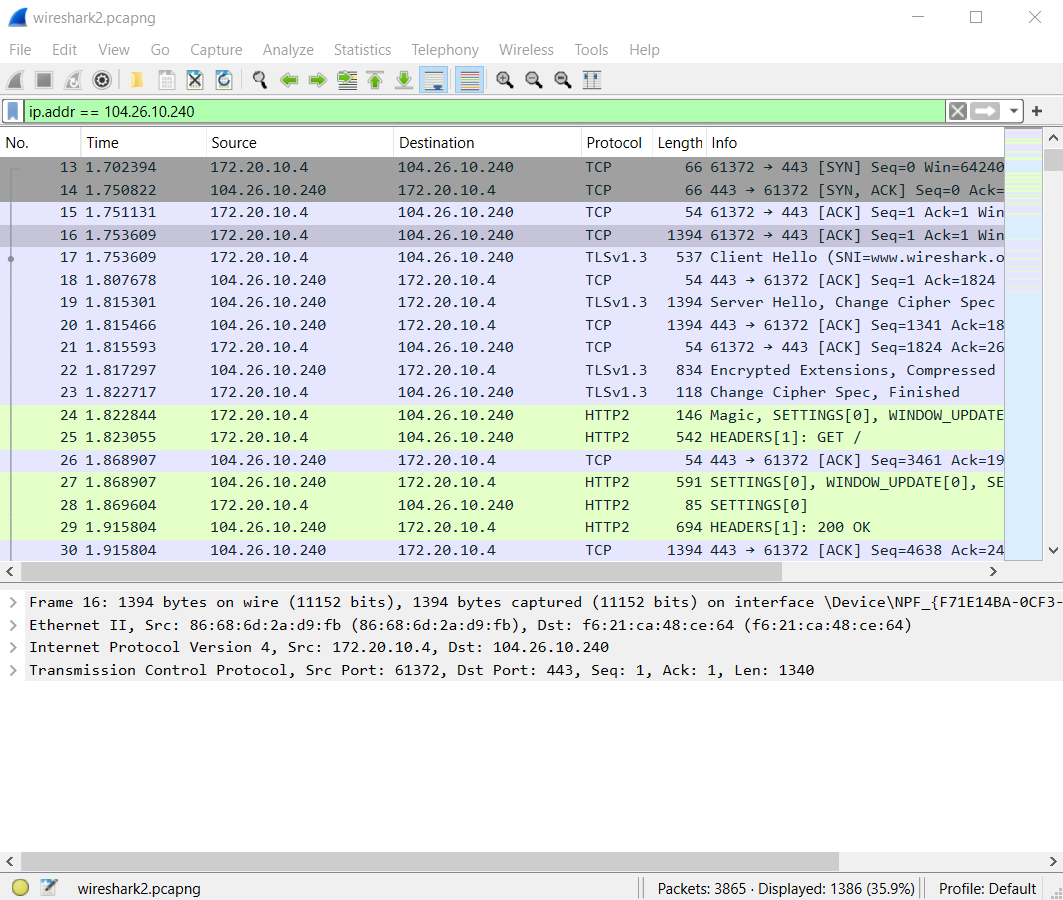 wireshark2.pcapng
File Edit View Go Capture Analyze Statistics Telephony Wireless Tools Help
ip.addr == 104.26.10.240
No. Time Source Destination Protocol Length Info
13 1.702394 172.20.10.4 104.26.10.240 TCP 66 61372 → 443 [SYN] Seq=0 Win=64240
14 1.750822 104.26.10.240 172.20.10.4 TCP 66 443 → 61372 [SYN, ACK] Seq=0 Ack=
15 1.751131 172.20.10.4 104.26.10.240 TCP 54 61372 → 443 [ACK] Seq=1 Ack=1 Win
16 1.753609 172.20.10.4 104.26.10.240 TCP 1394 61372 → 443 [ACK] Seq=1 Ack=1 Win
17 1.753609 172.20.10.4 104.26.10.240 TLSv1.3 537 Client Hello (SNI=www.wireshark.o
18 1.807678 104.26.10.240 172.20.10.4 TCP 54 443 → 61372 [ACK] Seq=1 Ack=1824
19 1.815301 104.26.10.240 172.20.10.4 TLSv1.3 1394 Server Hello, Change Cipher Spec
20 1.815466 104.26.10.240 172.20.10.4 TCP 1394 443 → 61372 [ACK] Seq=1341 Ack=18
21 1.815593 172.20.10.4 104.26.10.240 TCP 54 61372 → 443 [ACK] Seq=1824 Ack=26
22 1.817297 104.26.10.240 172.20.10.4 TLSv1.3 834 Encrypted Extensions, Compressed
23 1.822717 172.20.10.4 104.26.10.240 TLSv1.3 118 Change Cipher Spec, Finished
24 1.822844 172.20.10.4 104.26.10.240 HTTP2 146 Magic, SETTINGS[0], WINDOW_UPDATE
25 1.823055 172.20.10.4 104.26.10.240 HTTP2 542 HEADERS[1]: GET /
26 1.868907 104.26.10.240 172.20.10.4 TCP 54 443 → 61372 [ACK] Seq=3461 Ack=19
27 1.868907 104.26.10.240 172.20.10.4 HTTP2 591 SETTINGS[0], WINDOW_UPDATE[0], SE
28 1.869604 172.20.10.4 104.26.10.240 HTTP2 85 SETTINGS[0]
29 1.915804 104.26.10.240 172.20.10.4 HTTP2 694 HEADERS[1]: 200 OK
30 1.915804 104.26.10.240 172.20.10.4 TCP 1394 443 → 61372 [ACK] Seq=4638 Ack=24
Frame 16: 1394 bytes on wire (11152 bits), 1394 bytes captured (11152 bits) on interface \Device\NPF_{F71E14BA-0CF3-
Ethernet II, Src: 86:68:6d:2a:d9:fb (86:68:6d:2a:d9:fb), Dst: f6:21:ca:48:ce:64 (f6:21:ca:48:ce:64)
Internet Protocol Version 4, Src: 172.20.10.4, Dst: 104.26.10.240
Transmission Control Protocol, Src Port: 61372, Dst Port: 443, Seq: 1, Ack: 1, Len: 1340
wireshark2.pcapng Packets: 3865 · Displayed: 1386 (35.9%) Profile: Default